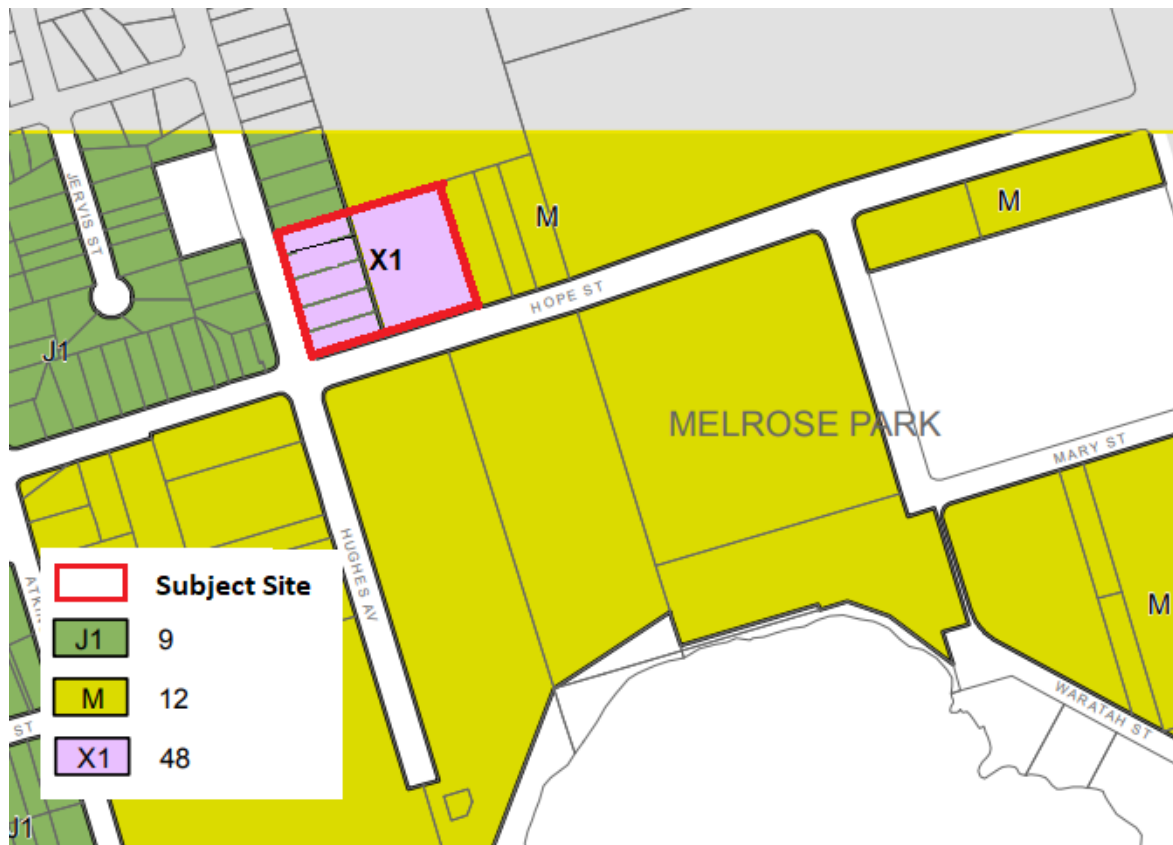 JERVIS ST
M
M
X1
HOPE ST
J1
MELROSE PARK
MARY ST
HUGHES AV
Subject Site
J1 9
M 12
X1 48
M
WARATAH ST
ST
J1